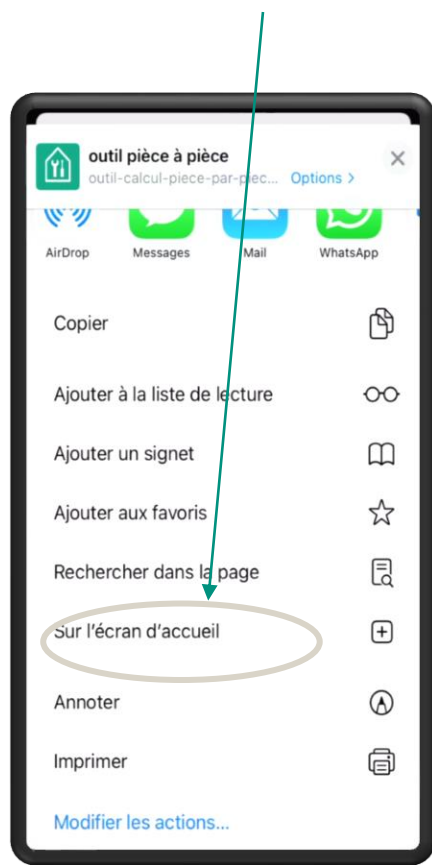 outil pièce à pièce
outil-calcul-piece-par-piec... Options >
AirDrop Messages Mail WhatsApp
Copier
Ajouter à la liste de lecture
Ajouter un signet
Ajouter aux favoris
Rechercher dans la page
Sur l'écran d'accueil
Annoter
Imprimer
Modifier les actions...